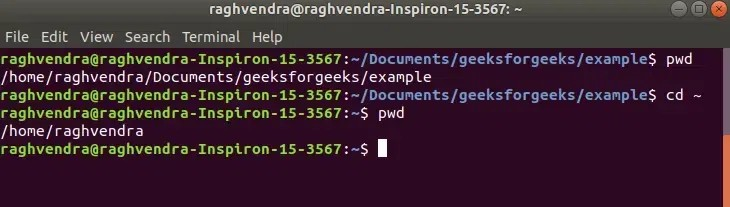 raghvendra@raghvendra-Inspiron-15-3567: ~
File Edit View Search Terminal Help
raghvendra@raghvendra-Inspiron-15-3567:~/Documents/geeksforgeeks/example$ pwd
/home/raghvendra/Documents/geeksforgeeks/example
raghvendra@raghvendra-Inspiron-15-3567:~/Documents/geeksforgeeks/example$ cd ~
raghvendra@raghvendra-Inspiron-15-3567:~$ pwd
/home/raghvendra
raghvendra@raghvendra-Inspiron-15-3567:~$